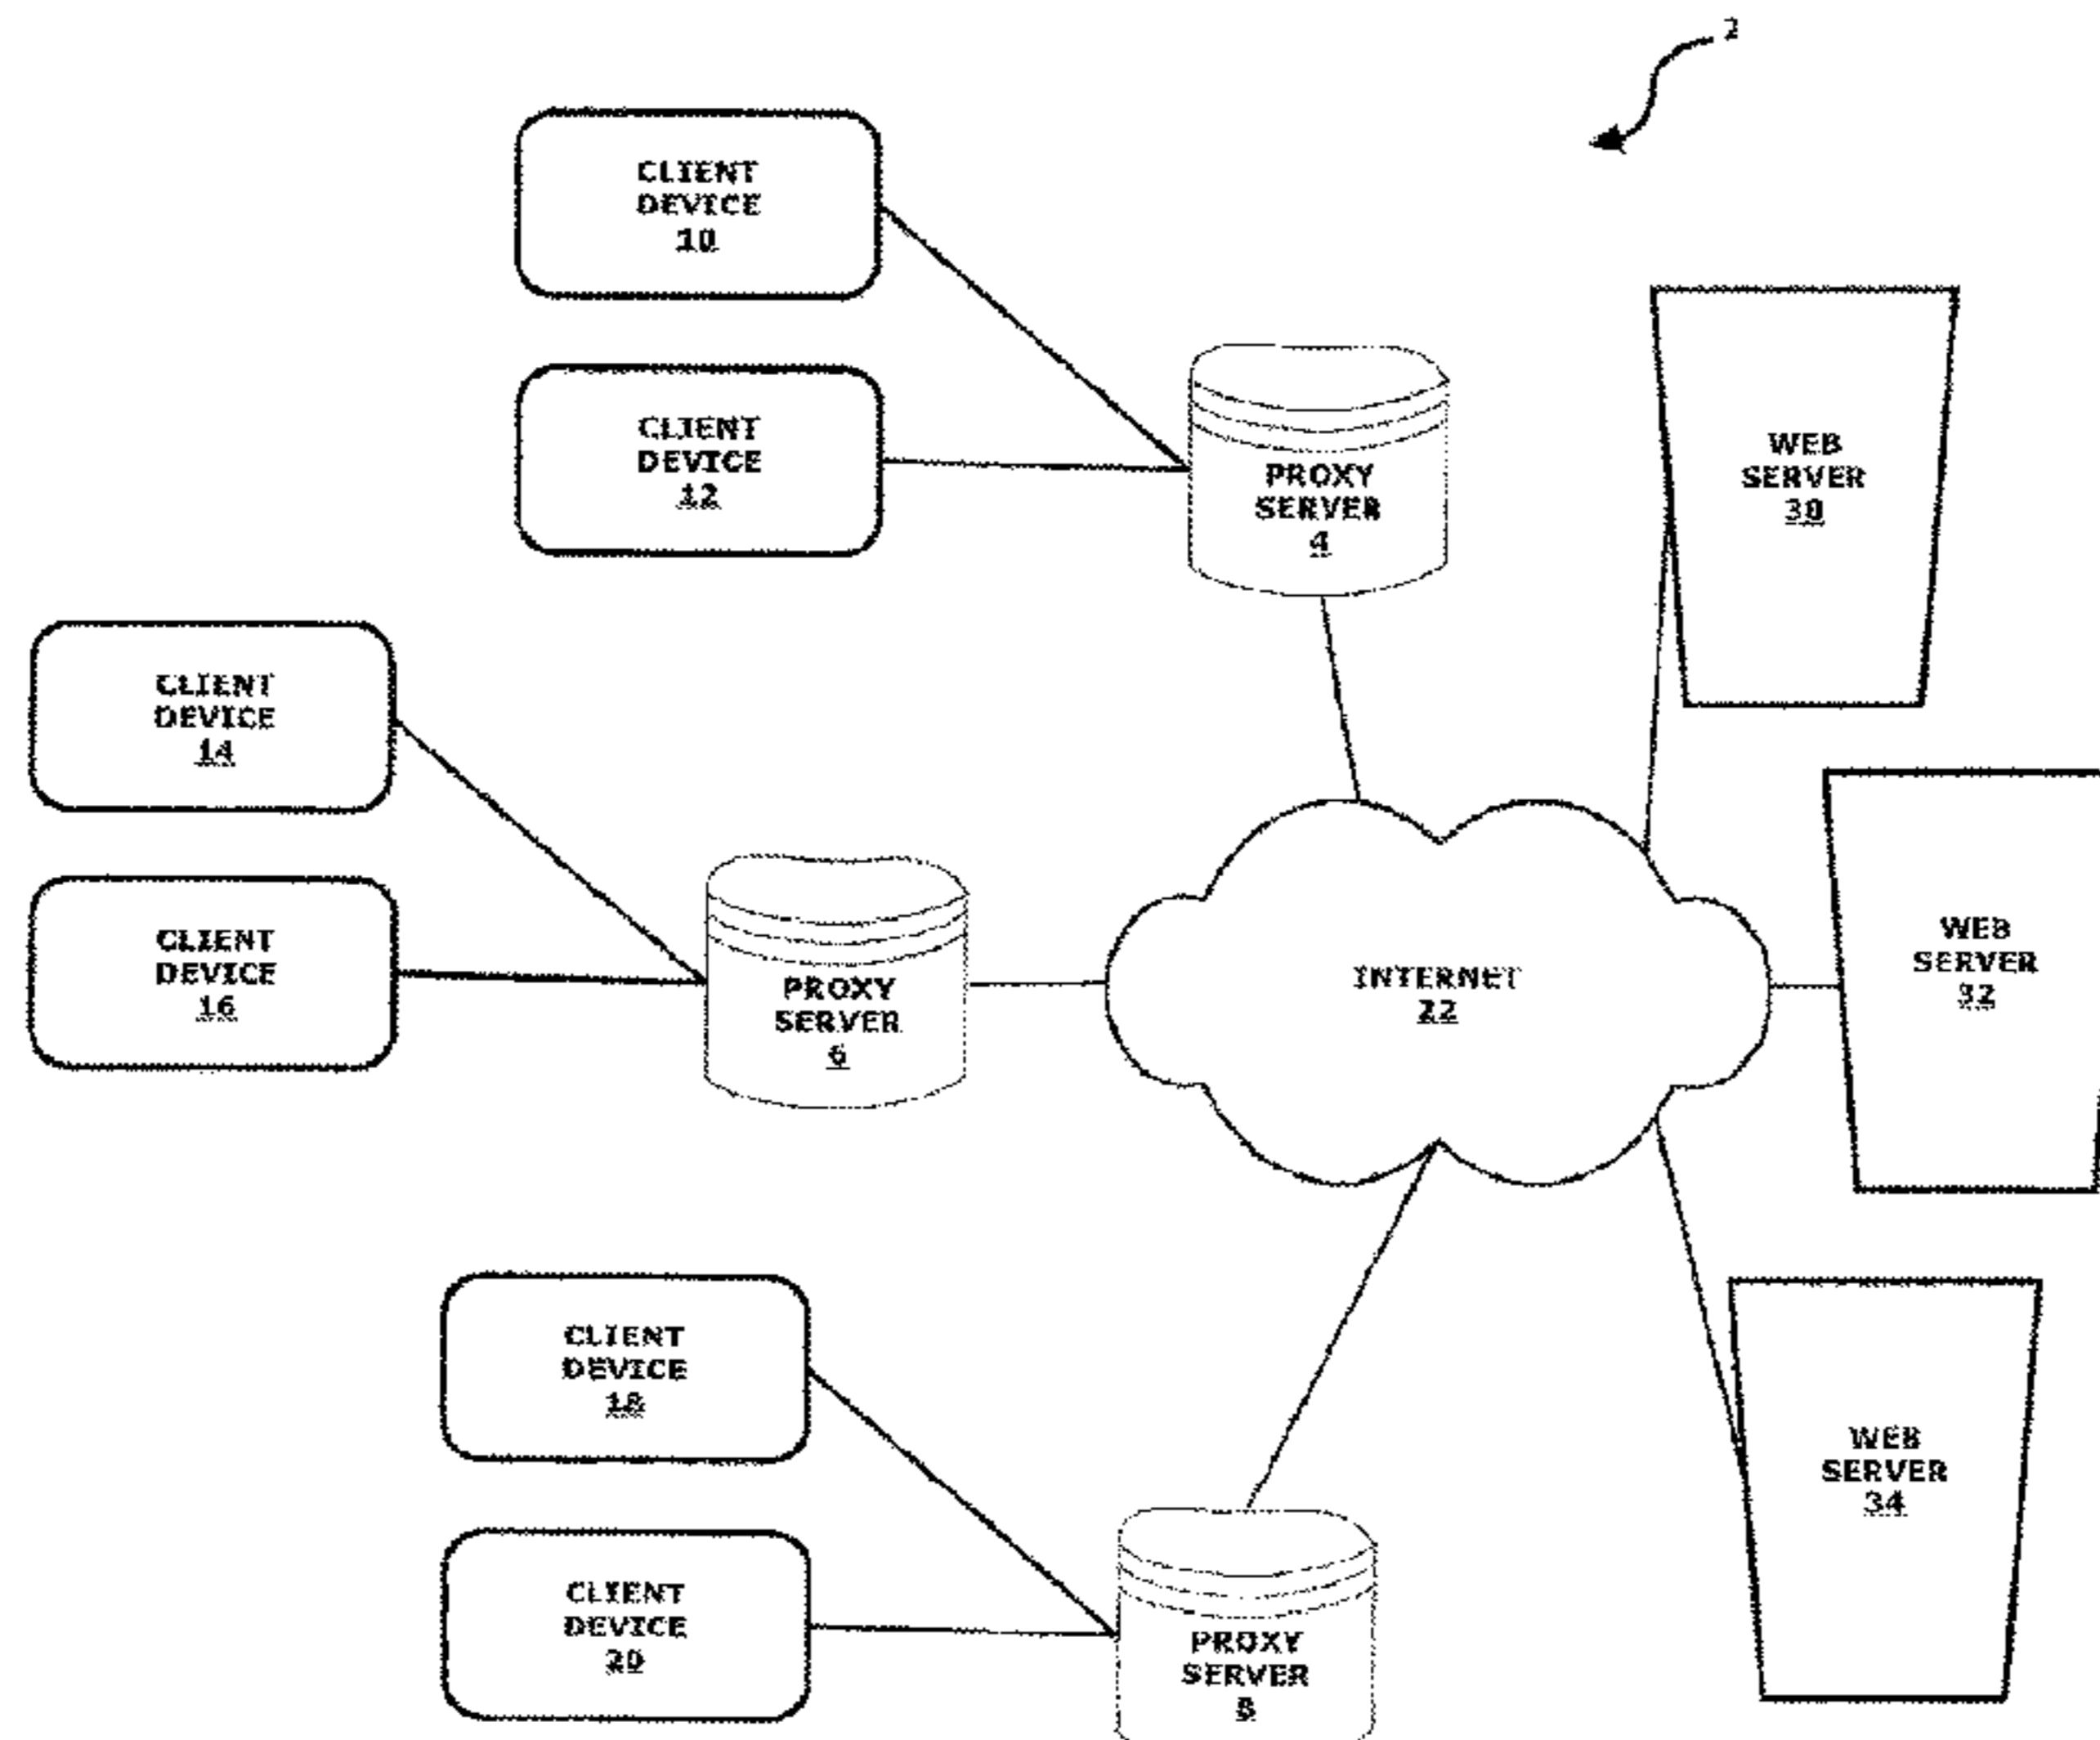 2
CLIENT
DEVICE
10
CLIENT
DEVICE
12
PROXY
SERVER
4
WEB
SERVER
30
CLIENT
DEVICE
14
CLIENT
DEVICE
16
PROXY
SERVER
6
INTERNET
22
WEB
SERVER
32
CLIENT
DEVICE
18
CLIENT
DEVICE
20
PROXY
SERVER
8
WEB
SERVER
34